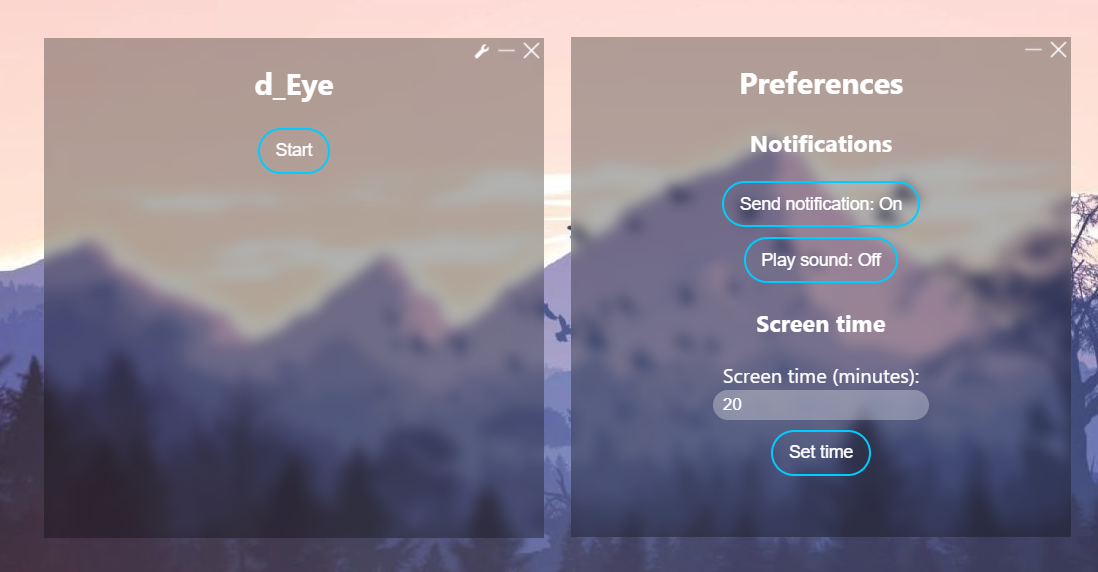 d_Eye
Start
Preferences
Notifications
Send notification: On
Play sound: Off
Screen time
Screen time (minutes):
20
Set time